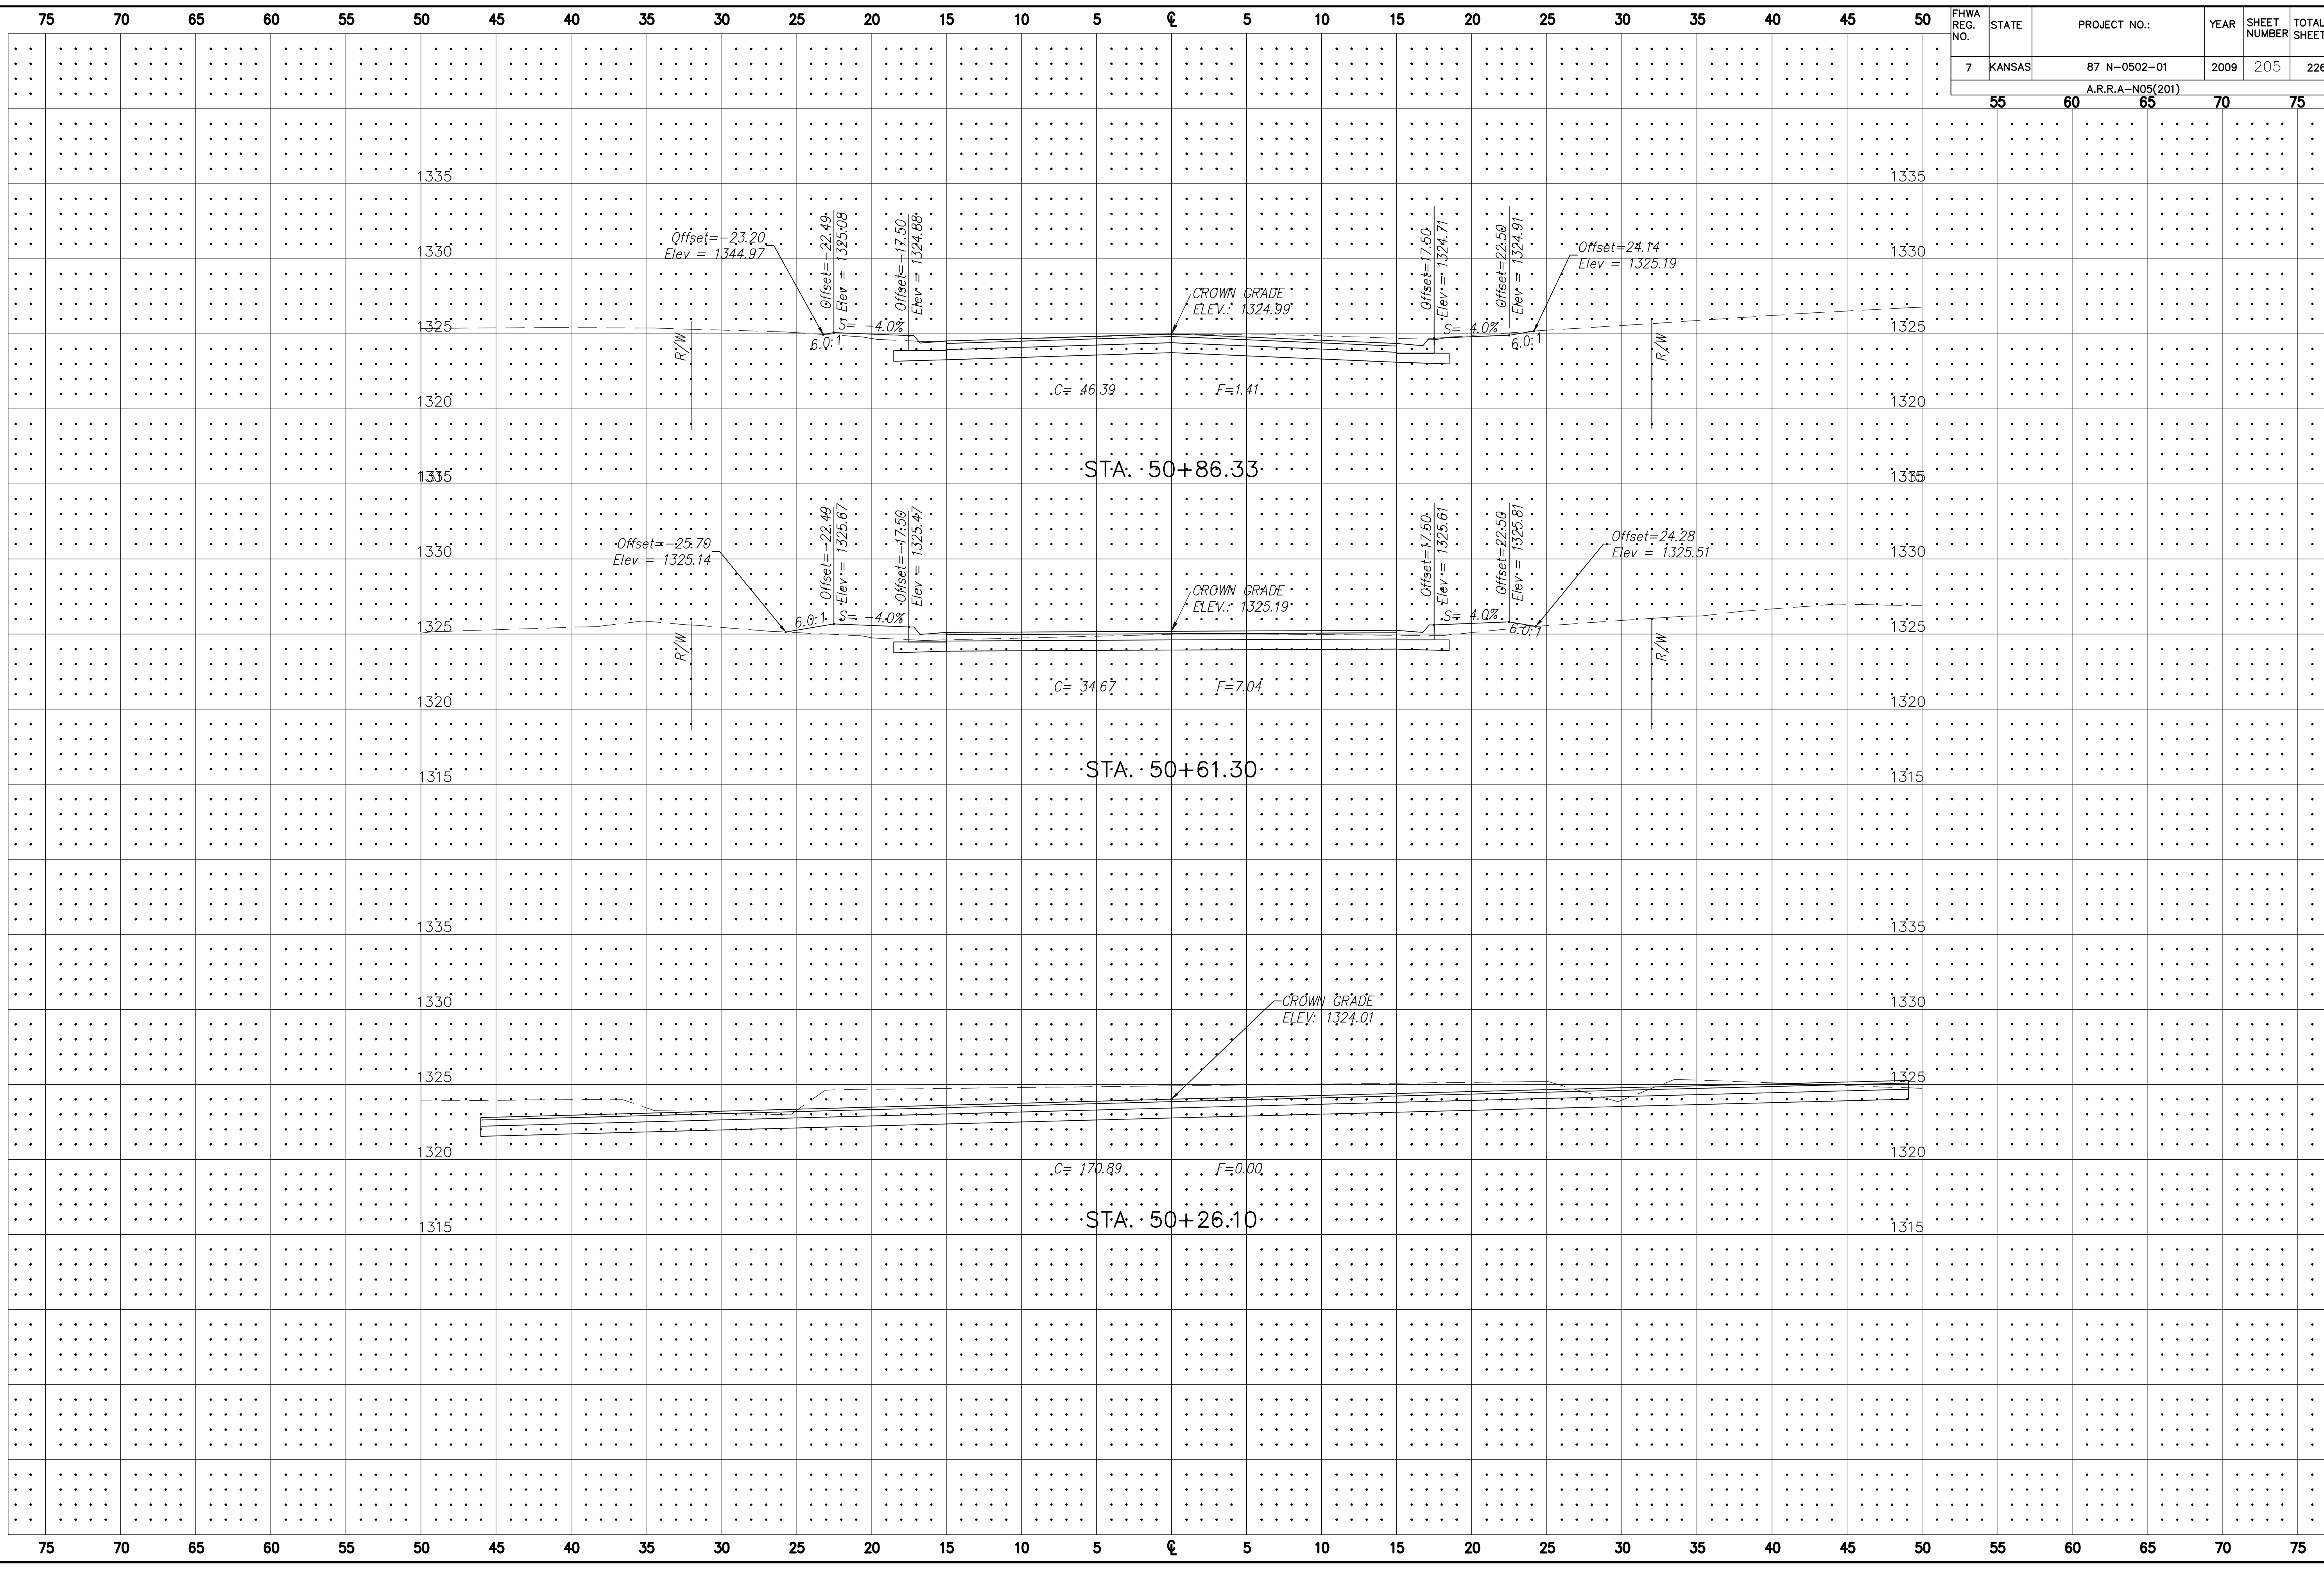 75 70 65 60 55 50 45 40 35 30 25 20 15 10 5 ℄ 5 10 15 20 25 30 35 40 45 50
FHWA REG. NO. STATE PROJECT NO.: YEAR SHEET NUMBER TOTAL SHEET
7 KANSAS 87 N-0502-01 2009 205 226
A.R.R.A-N05(201)
55 60 65 70 75
1335 1335
Offset=-23.20
Elev = 1344.97
Offset=-22.49
Elev = 1325.08
Offset=-17.50
Elev = 1324.88
CROWN GRADE
ELEV.: 1324.99
Offset=17.50
Elev = 1324.71
Offset=22.50
Elev = 1324.91
Offset=24.14
Elev = 1325.19
1330 1330
1325 1325
S= -4.0%
6.0:1
S= 4.0%
6.0:1
R/W
R/W
C= 46.39 F=1.41
1320 1320
STA. 50+86.33
1335 1335
1315 1315
Offset=-25.70
Elev = 1325.14
Offset=-22.49
Elev = 1325.67
Offset=-17.50
Elev = 1325.47
CROWN GRADE
ELEV.: 1325.19
Offset=17.50
Elev = 1325.61
Offset=22.50
Elev = 1325.81
Offset=24.28
Elev = 1325.51
1330 1330
6.0:1 S= -4.0%
S= 4.0%
6.0:1
1325 1325
R/W
R/W
C= 34.67 F=7.04
1320 1320
STA. 50+61.30
1315 1315
1335 1335
1330 1330
CROWN GRADE
ELEV: 1324.01
1325 1325
1320 1320
C= 170.89 F=0.00
STA. 50+26.10
1315 1315
75 70 65 60 55 50 45 40 35 30 25 20 15 10 5 ℄ 5 10 15 20 25 30 35 40 45 50 55 60 65 70 75